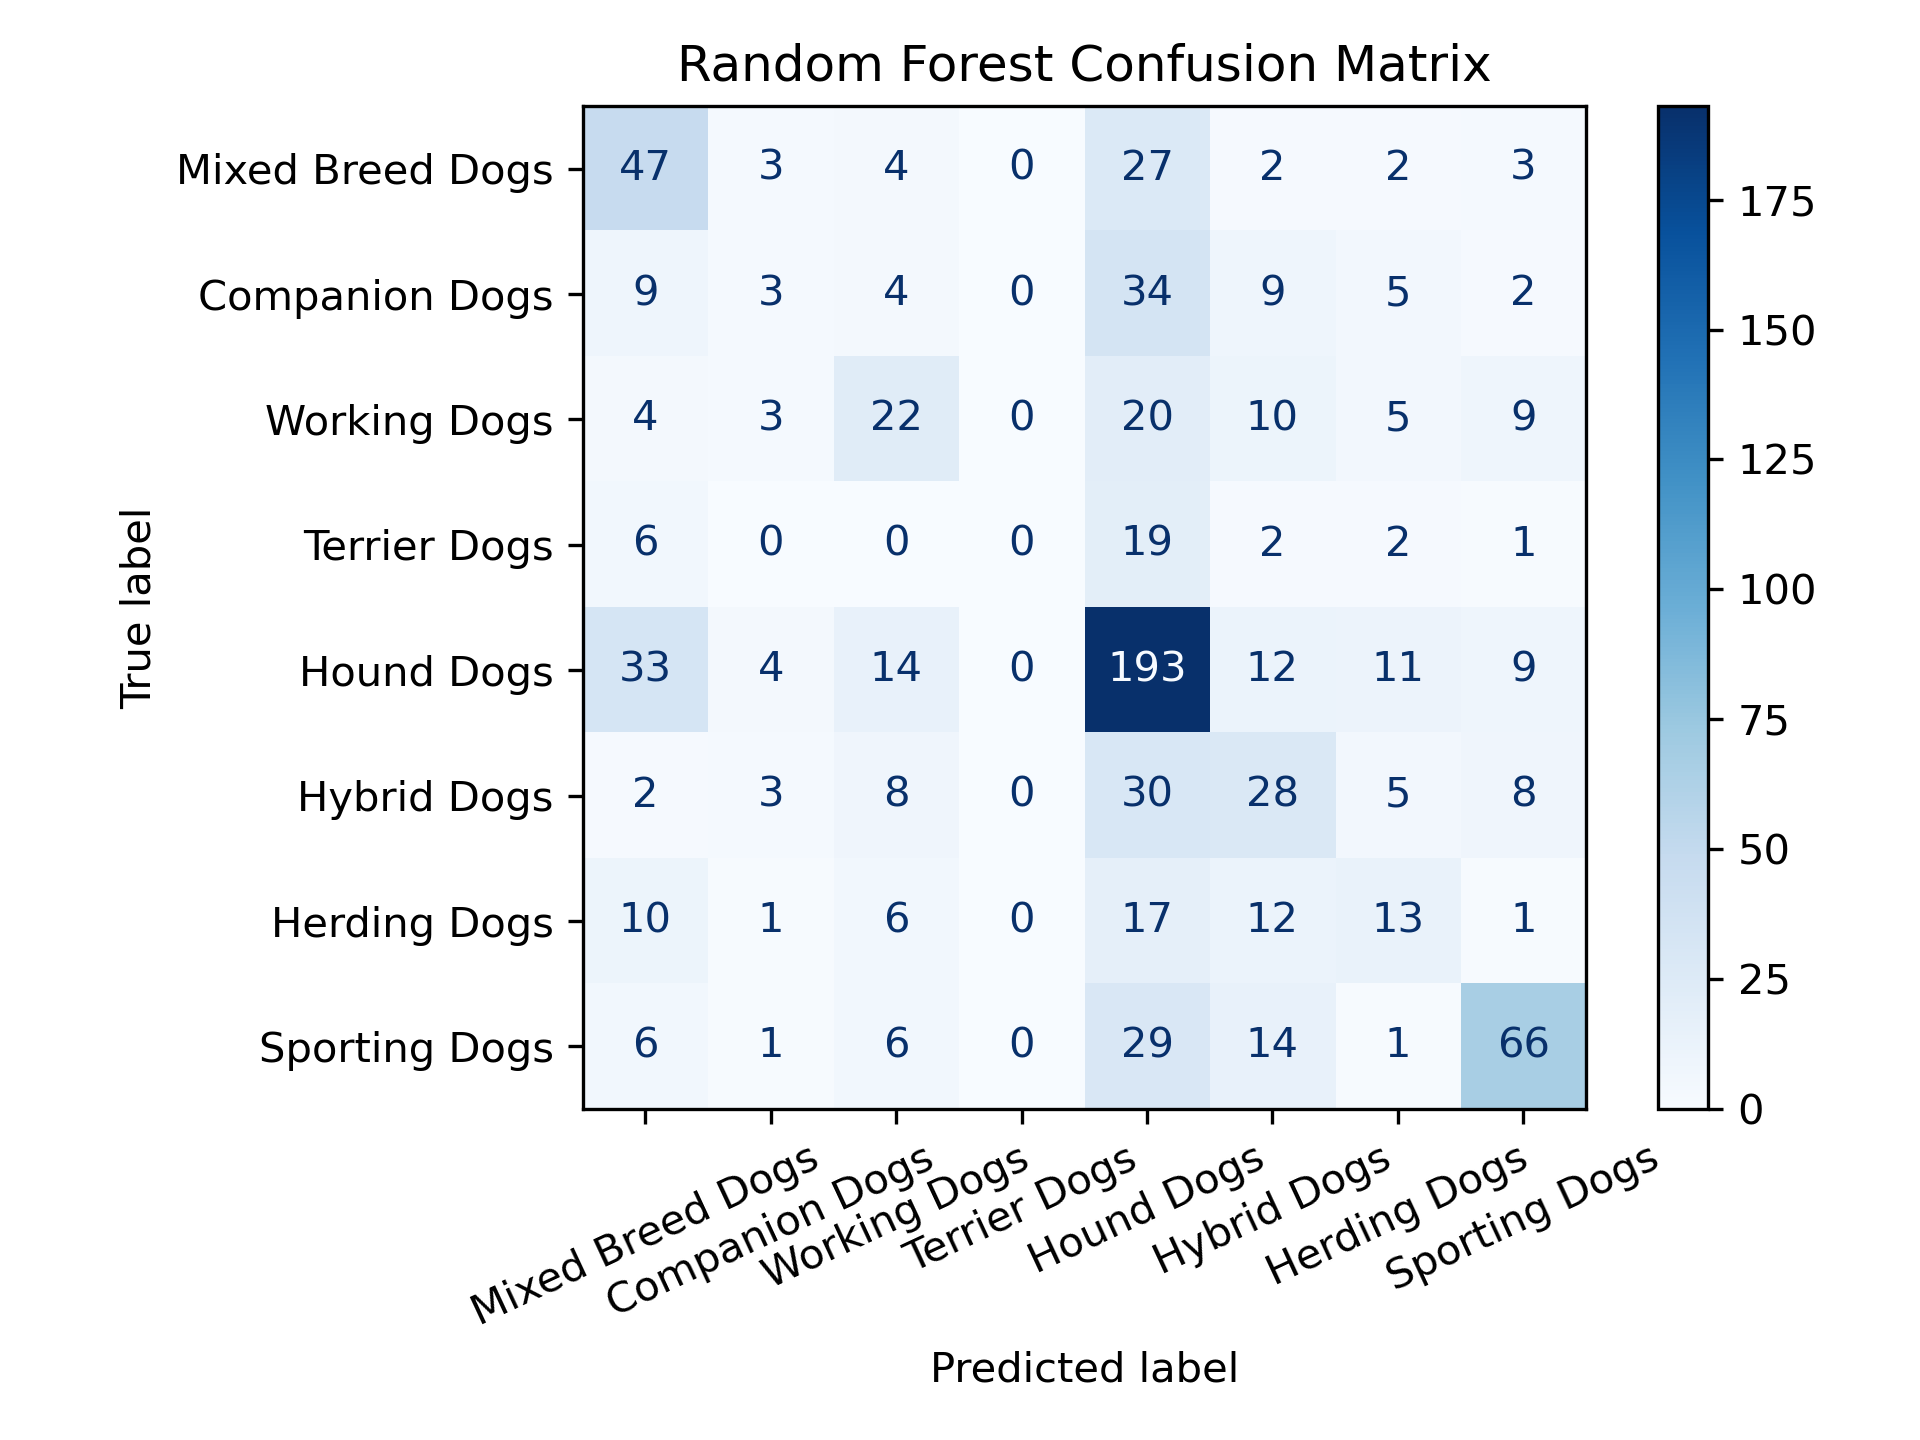 Random Forest Confusion Matrix
Mixed Breed Dogs 47 3 4 0 27 2 2 3
Companion Dogs 9 3 4 0 34 9 5 2
Working Dogs 4 3 22 0 20 10 5 9
Terrier Dogs 6 0 0 0 19 2 2 1
Hound Dogs 33 4 14 0 193 12 11 9
Hybrid Dogs 2 3 8 0 30 28 5 8
Herding Dogs 10 1 6 0 17 12 13 1
Sporting Dogs 6 1 6 0 29 14 1 66
True label
Mixed Breed Dogs
Companion Dogs
Working Dogs
Terrier Dogs
Hound Dogs
Hybrid Dogs
Herding Dogs
Sporting Dogs
Predicted label
175
150
125
100
75
50
25
0